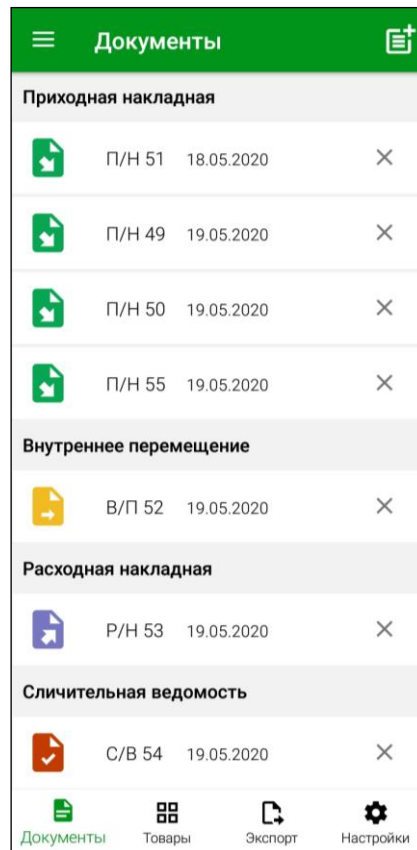 Документы
Приходная накладная
П/Н 51 18.05.2020
П/Н 49 19.05.2020
П/Н 50 19.05.2020
П/Н 55 19.05.2020
Внутреннее перемещение
В/П 52 19.05.2020
Расходная накладная
Р/Н 53 19.05.2020
Сличительная ведомость
С/В 54 19.05.2020
Документы Товары Экспорт Настройки